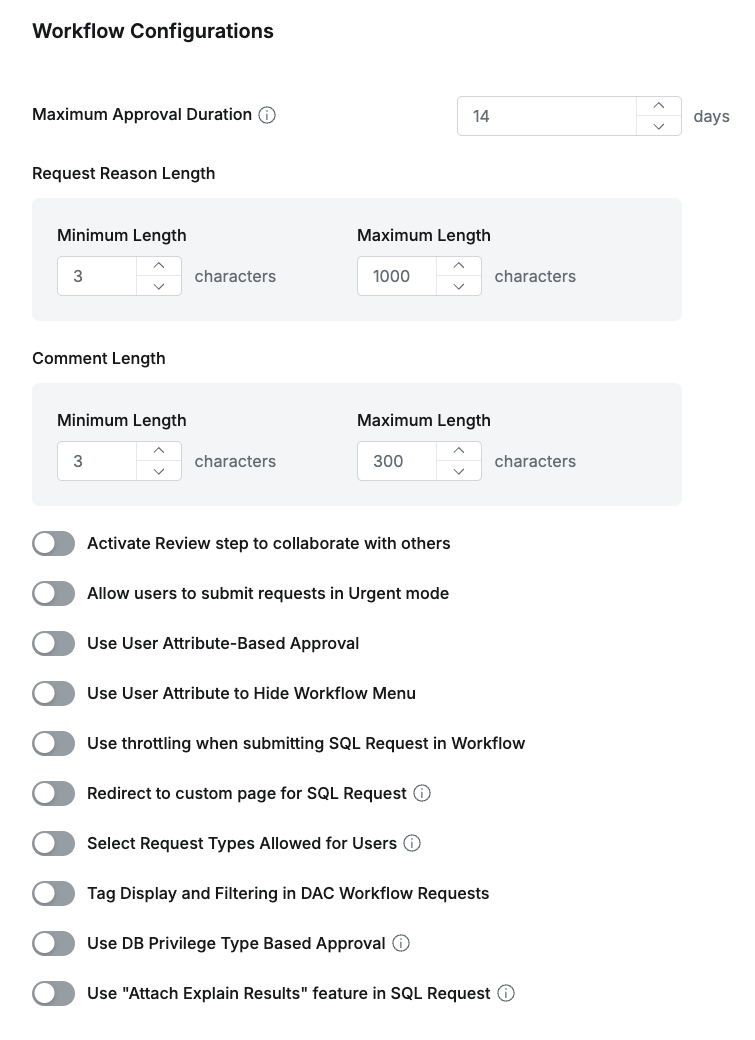 Workflow Configurations
Maximum Approval Duration 14 days
Request Reason Length
Minimum Length Maximum Length
3 characters 1000 characters
Comment Length
Minimum Length Maximum Length
3 characters 300 characters
Activate Review step to collaborate with others
Allow users to submit requests in Urgent mode
Use User Attribute-Based Approval
Use User Attribute to Hide Workflow Menu
Use throttling when submitting SQL Request in Workflow
Redirect to custom page for SQL Request
Select Request Types Allowed for Users
Tag Display and Filtering in DAC Workflow Requests
Use DB Privilege Type Based Approval
Use "Attach Explain Results" feature in SQL Request